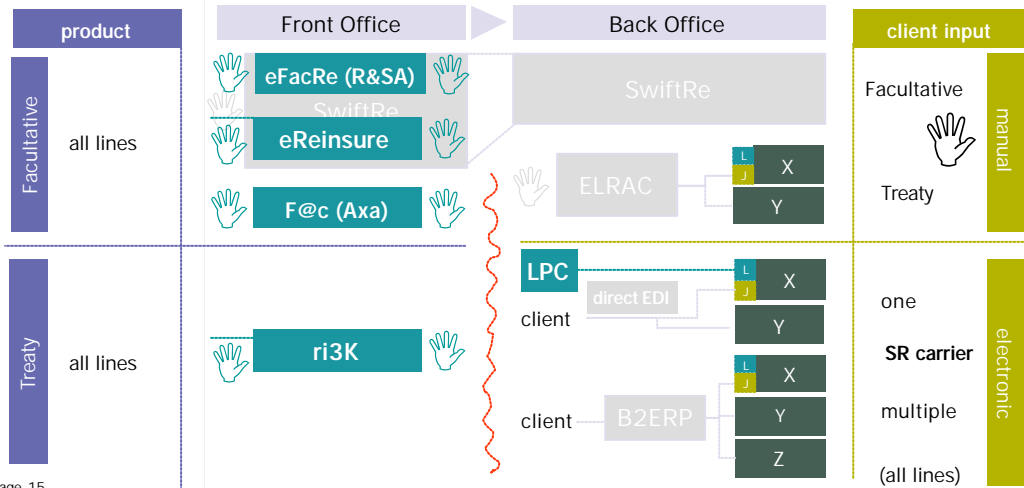 product
Front Office
Back Office
client input
Facultative
all lines
eFacRe (R&SA)
SwiftRe
eReinsure
F@c (Axa)
SwiftRe
ELRAC
L
J
X
Y
Facultative
Treaty
manual
Treaty
all lines
ri3K
LPC
direct EDI
client
L
J
X
Y
client
B2ERP
L
J
X
Y
Z
one
SR carrier
multiple
(all lines)
electronic
age 15